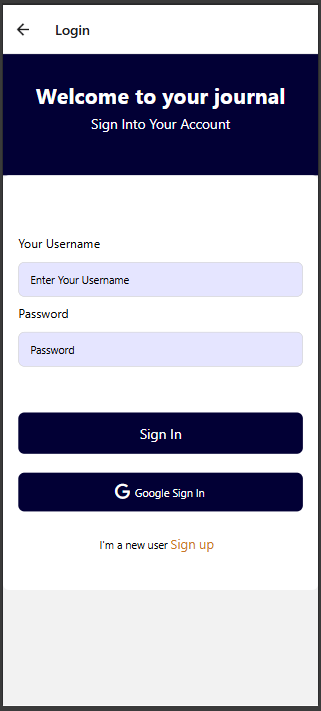 Login
Welcome to your journal
Sign Into Your Account
Your Username
Enter Your Username
Password
Password
Sign In
Google Sign In
I'm a new user Sign up